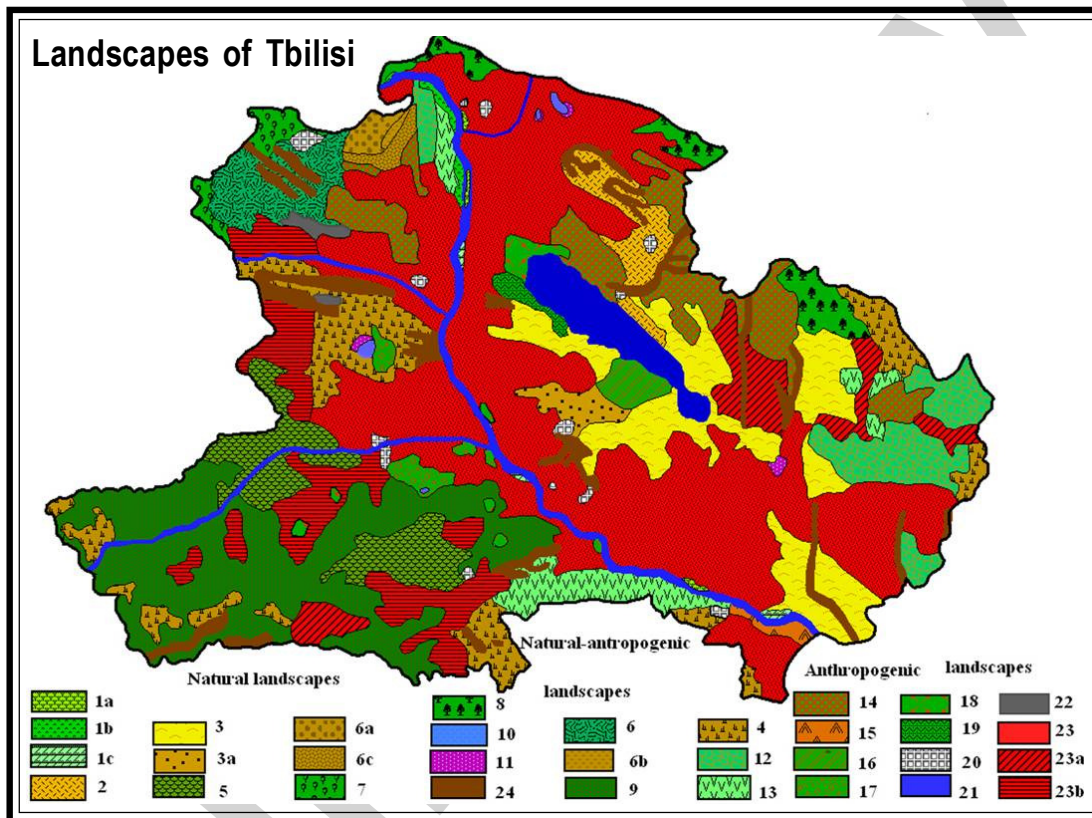 Landscapes of Tbilisi
Natural-antropogenic
Natural landscapes
landscapes
Anthropogenic
landscapes
1a
1b
1c
2
3
3a
5
6a
6c
7
8
10
11
24
6
6b
9
4
12
13
14
15
16
17
18
19
20
21
22
23
23a
23b